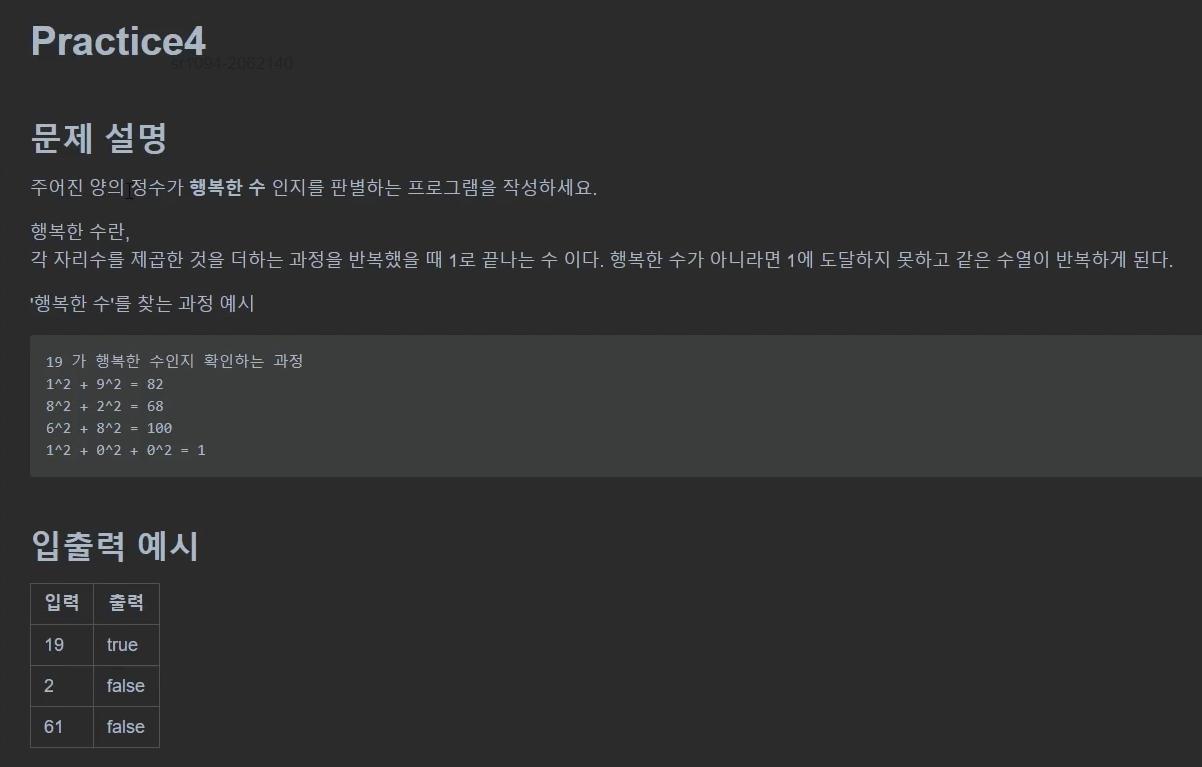 Practice4
srf094-2062140
문제 설명
주어진 양의 정수가 행복한 수 인지를 판별하는 프로그램을 작성하세요.
행복한 수란,
각 자리수를 제곱한 것을 더하는 과정을 반복했을 때 1로 끝나는 수 이다. 행복한 수가 아니라면 1에 도달하지 못하고 같은 수열이 반복하게 된다.
'행복한 수'를 찾는 과정 예시
19 가 행복한 수인지 확인하는 과정
1^2 + 9^2 = 82
8^2 + 2^2 = 68
6^2 + 8^2 = 100
1^2 + 0^2 + 0^2 = 1
입출력 예시
입력 출력
19 true
2 false
61 false